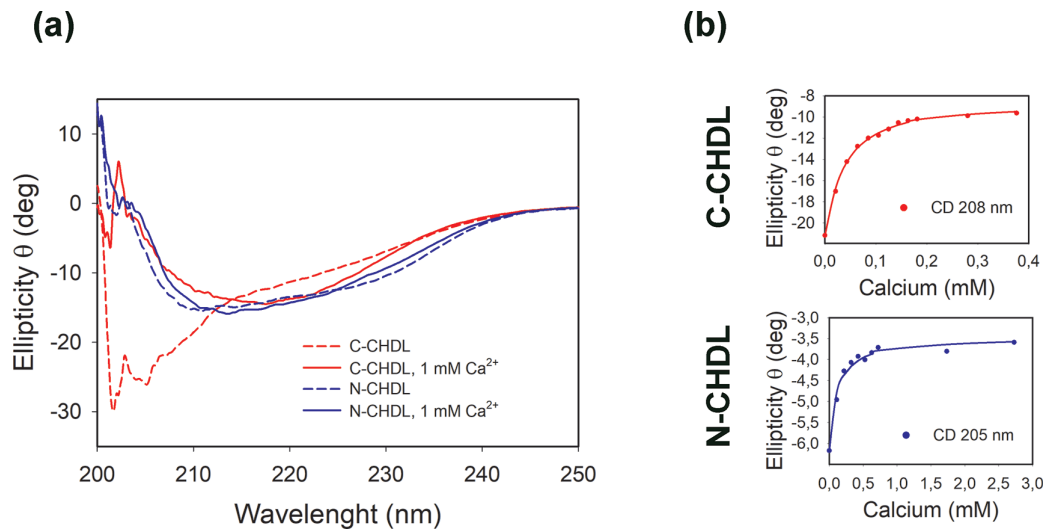 (a)
Ellipticity θ (deg)
10
0
-10
-20
-30
C-CHDL
C-CHDL, 1 mM Ca²⁺
N-CHDL
N-CHDL, 1 mM Ca²⁺
200 210 220 230 240 250
Wavelenght (nm)
(b)
C-CHDL
Ellipticity θ (deg)
-8
-10
-12
-14
-16
-18
-20
CD 208 nm
0,0 0,1 0,2 0,3 0,4
Calcium (mM)
N-CHDL
Ellipticity θ (deg)
-3,0
-3,5
-4,0
-4,5
-5,0
-5,5
-6,0
CD 205 nm
0,0 0,5 1,0 1,5 2,0 2,5 3,0
Calcium (mM)